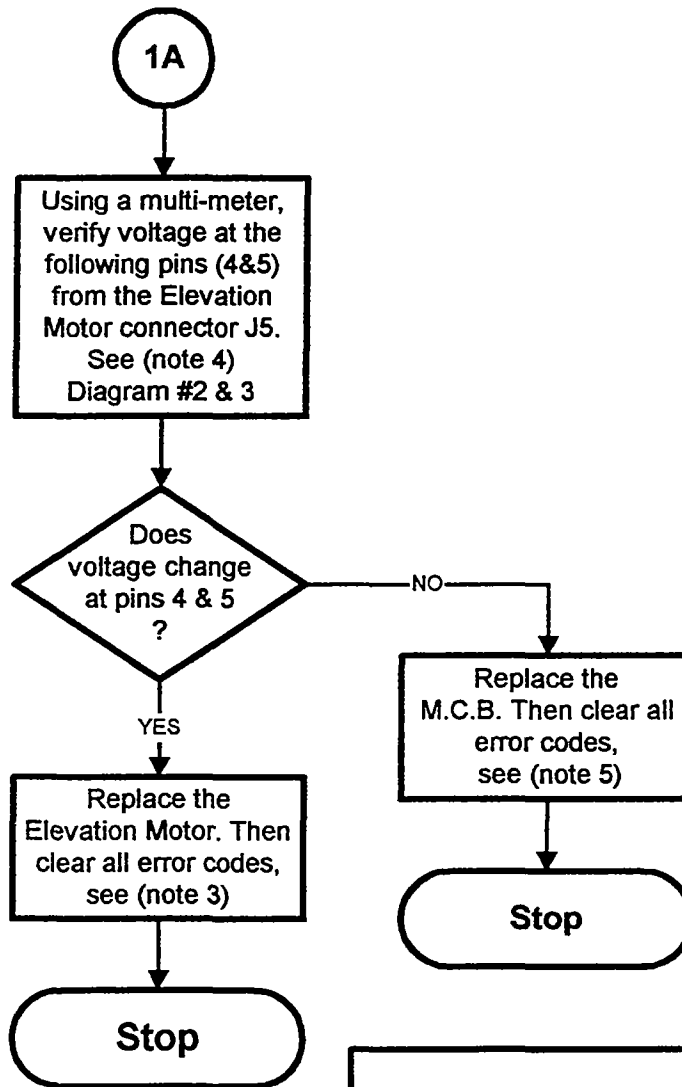 1A
Using a multi-meter,
verify voltage at the
following pins (4&5)
from the Elevation
Motor connector J5.
See (note 4)
Diagram #2 & 3
Does
voltage change
at pins 4 & 5
?
NO
YES
Replace the
M.C.B. Then clear all
error codes,
see (note 5)
Replace the
Elevation Motor. Then
clear all error codes,
see (note 3)
Stop
Stop